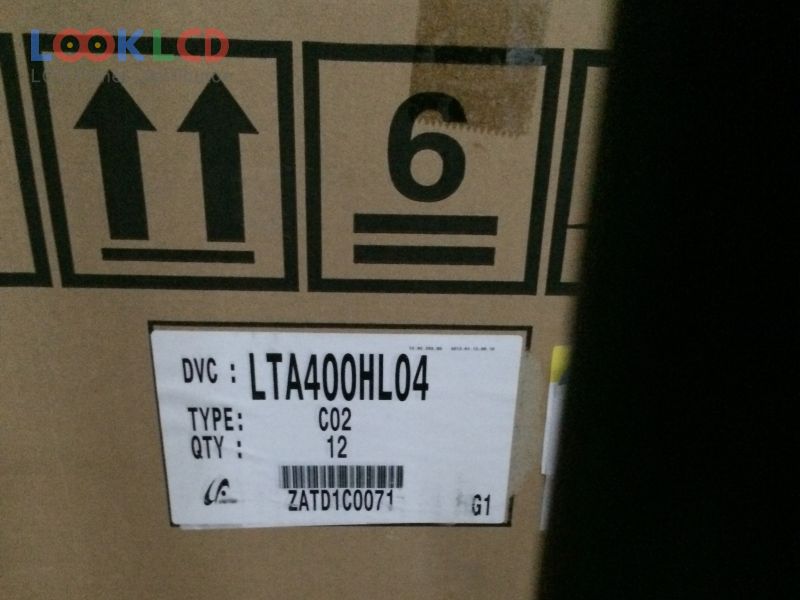 LOOKLCD
6
DVC : LTA400HL04
TYPE: C02
QTY : 12
ZATD1C0071
G1